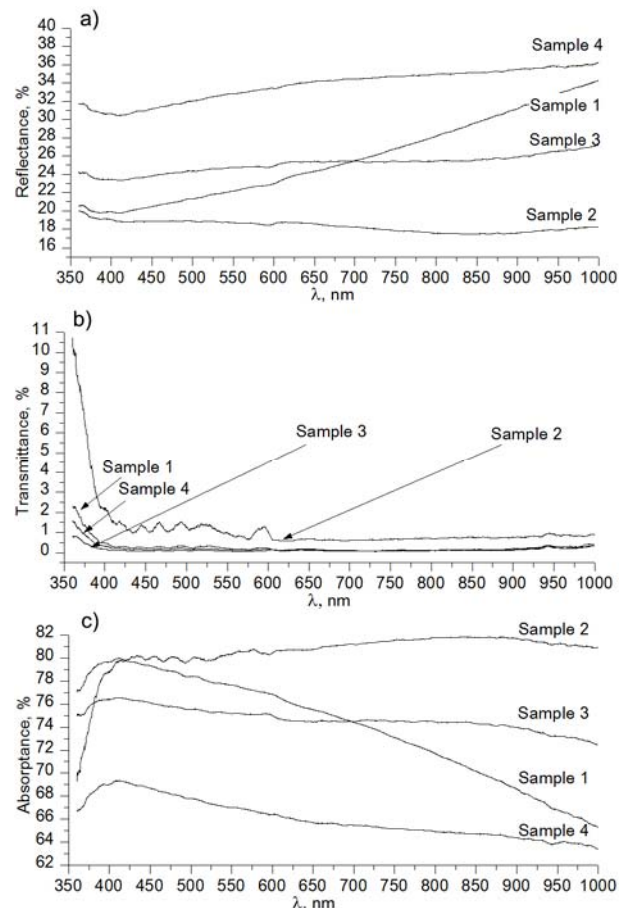 a)
40
38
36
34
32
30
28
26
24
22
20
18
16
Reflectance, %
Sample 4
Sample 1
Sample 3
Sample 2
350 400 450 500 550 600 650 700 750 800 850 900 950 1000
λ, nm
b)
11
10
9
8
7
6
5
4
3
2
1
0
Transmittance, %
Sample 3
Sample 2
Sample 1
Sample 4
350 400 450 500 550 600 650 700 750 800 850 900 950 1000
λ, nm
c)
82
80
78
76
74
72
70
68
66
64
62
Absorptance, %
Sample 2
Sample 3
Sample 1
Sample 4
350 400 450 500 550 600 650 700 750 800 850 900 950 1000
λ, nm